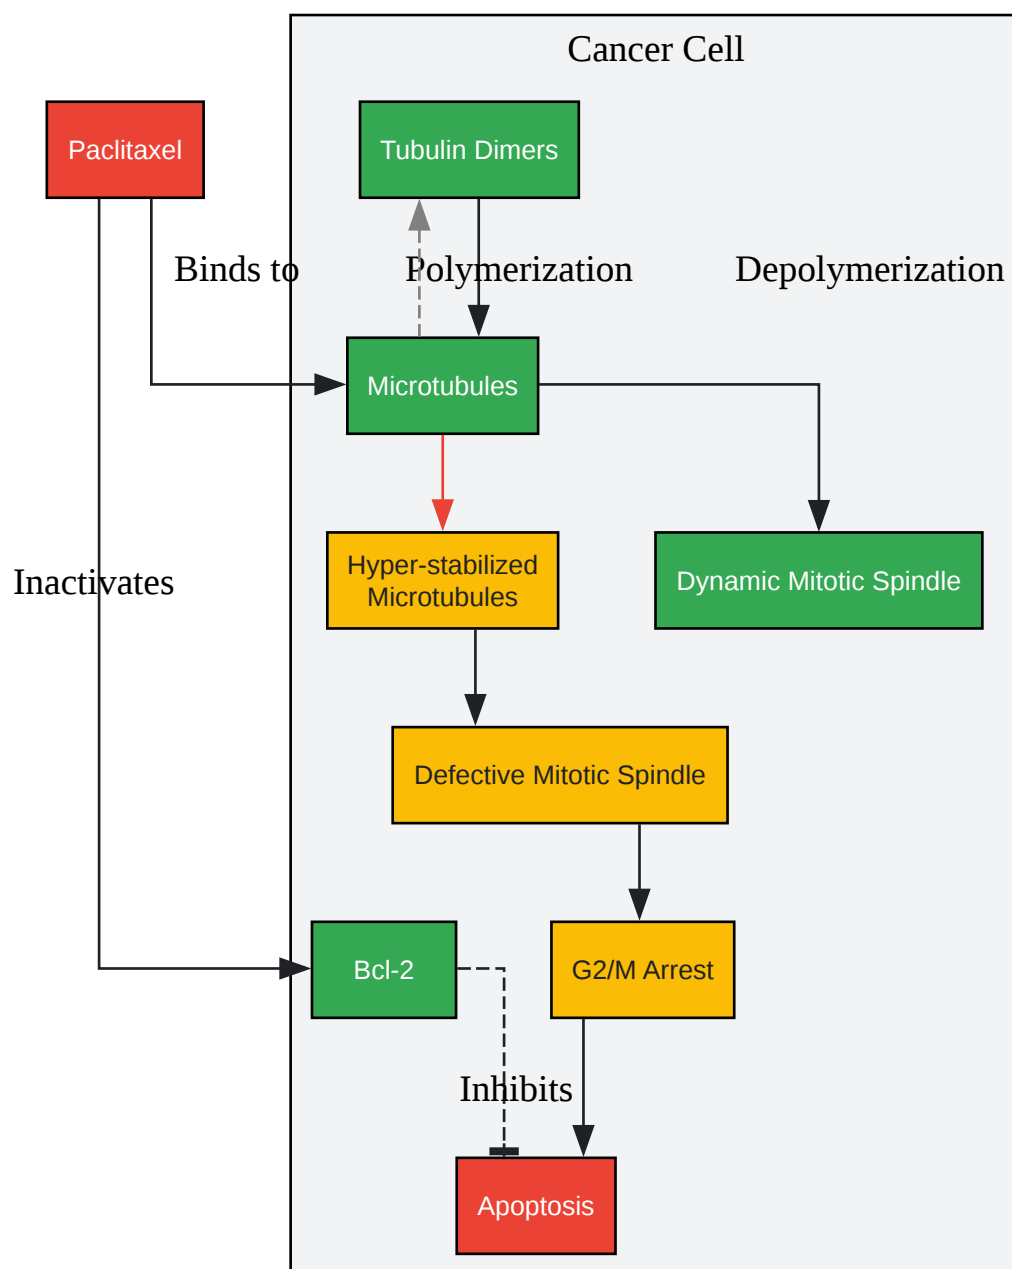 Cancer Cell
Paclitaxel
Tubulin Dimers
Binds to
Polymerization
Depolymerization
Microtubules
Hyper-stabilized
Microtubules
Inactivates
Dynamic Mitotic Spindle
Defective Mitotic Spindle
Bcl-2
G2/M Arrest
Inhibits
Apoptosis